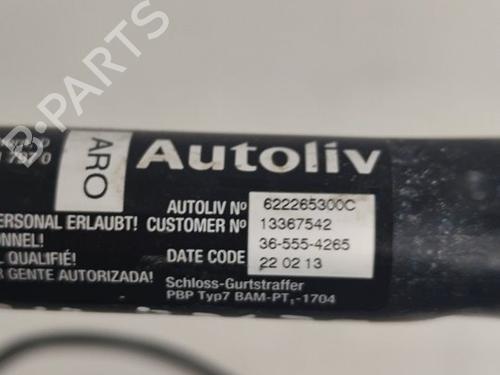 B-PARTS
ARO
Autoliv
AUTOLIV Nº 622265300C
PERSONAL ERLAUBT! CUSTOMER Nº 13367542
ONNEL! 36-555-4265
L QUALIFIÉ! DATE CODE 22 02 13
R GENTE AUTORIZADA! Schloss-Gurtstraffer
PBP Typ7 BAM-PT₁-1704